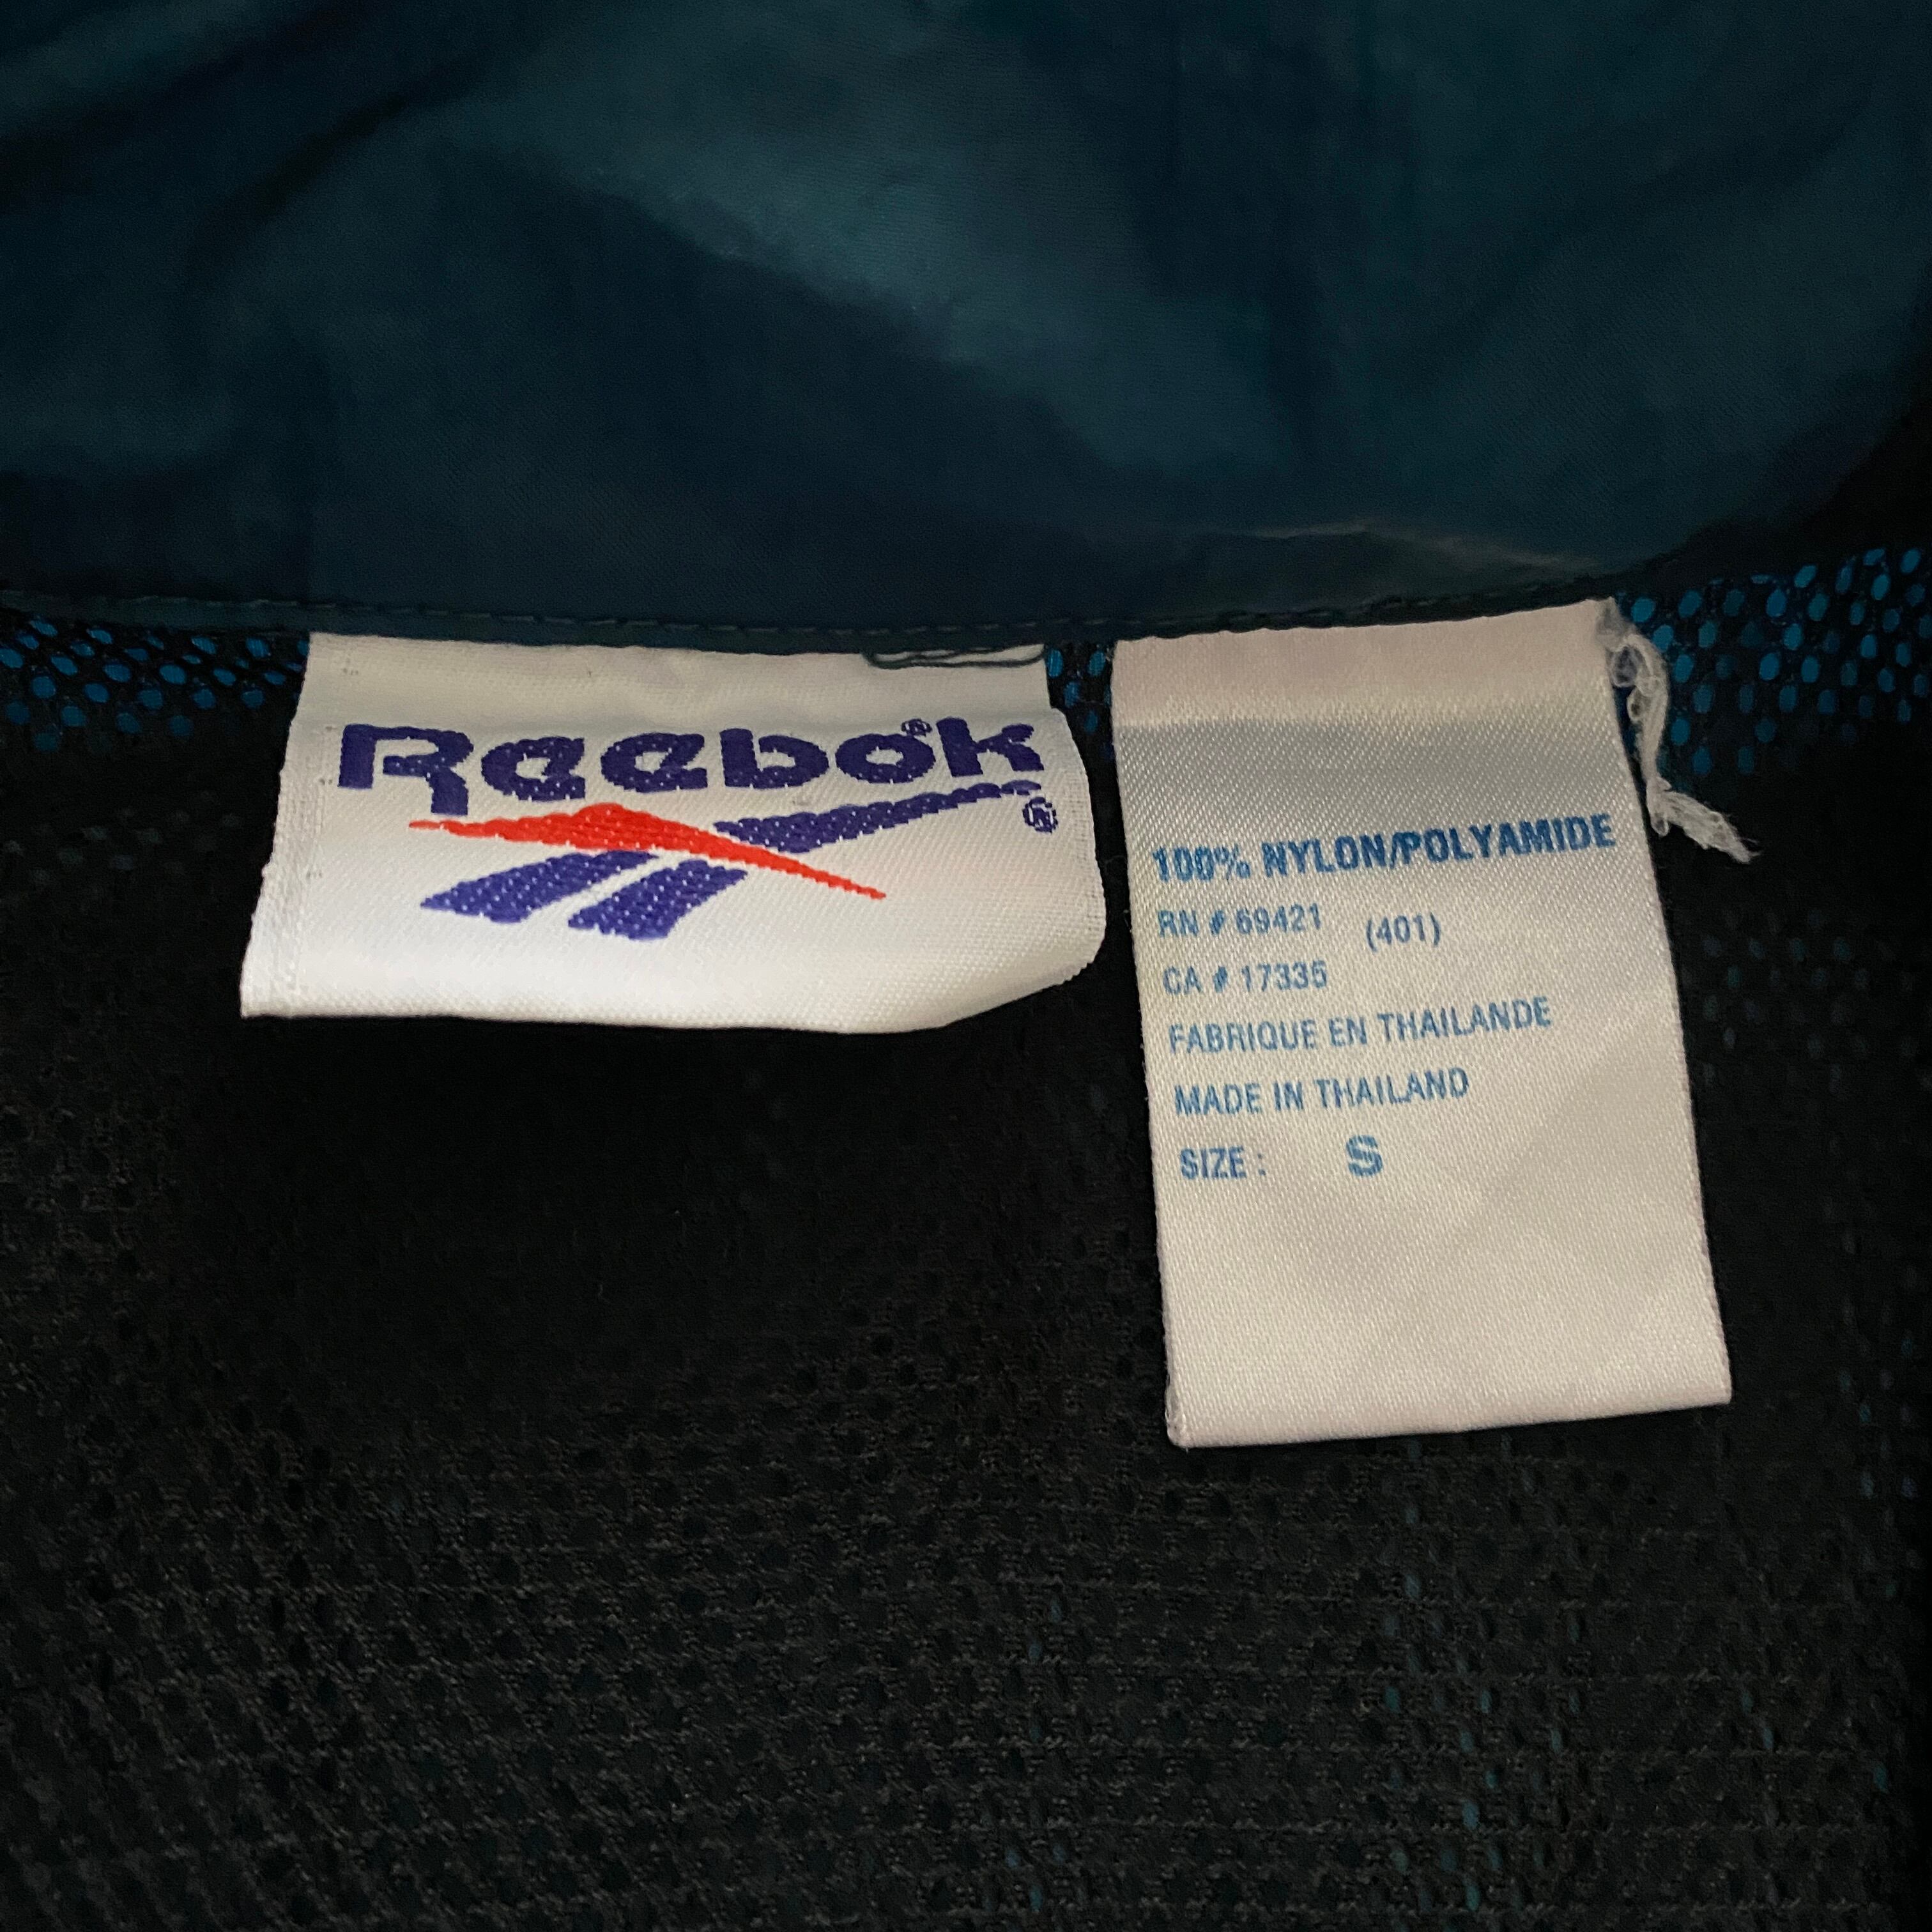 Reebok®
®
100% NYLON/POLYAMIDE
RN # 69421 (401)
CA # 17335
FABRIQUE EN THAILANDE
MADE IN THAILAND
SIZE : S